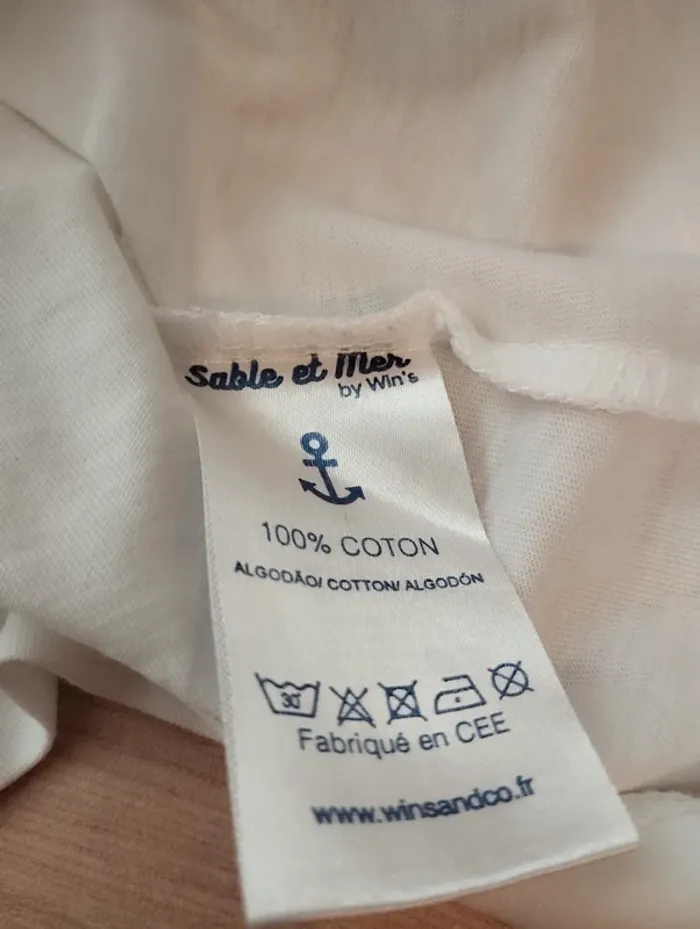 Sable et Mer
by Win's
100% COTON
ALGODÃO/ COTTON/ ALGODÓN
30°
Fabriqué en CEE
www.winsandco.fr